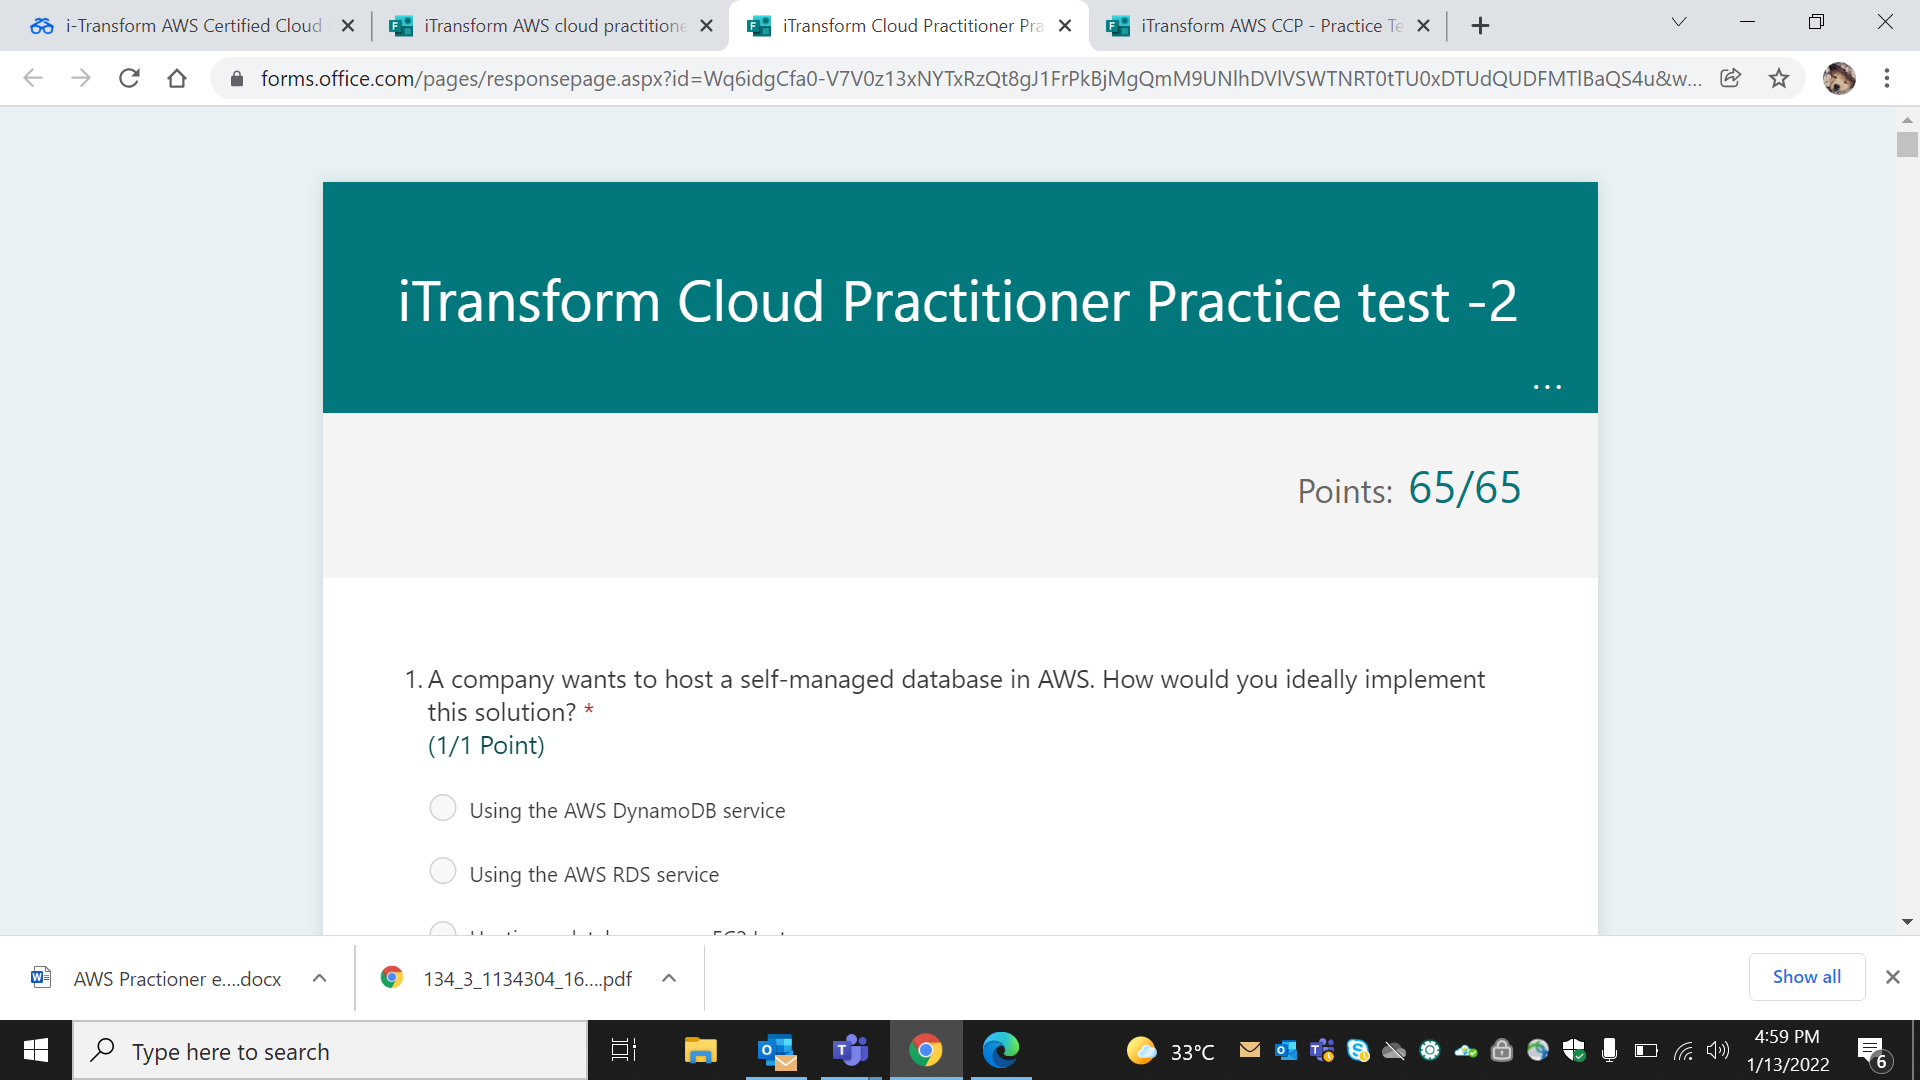 i-Transform AWS Certified Cloud
iTransform AWS cloud practitione
iTransform Cloud Practitioner Pra
iTransform AWS CCP - Practice Te
forms.office.com/pages/responsepage.aspx?id=Wq6idgCfa0-V7V0z13xNYTxRzQt8gJ1FrPkBjMgQmM9UNlhDVlVSWTNRT0tTU0xDTUdQUDFMTlBaQS4u&w...
iTransform Cloud Practitioner Practice test -2
...
Points: 65/65
1. A company wants to host a self-managed database in AWS. How would you ideally implement
this solution? *
(1/1 Point)
Using the AWS DynamoDB service
Using the AWS RDS service
AWS Practioner e....docx
134_3_1134304_16....pdf
Show all
Type here to search
33°C
4:59 PM
1/13/2022
6